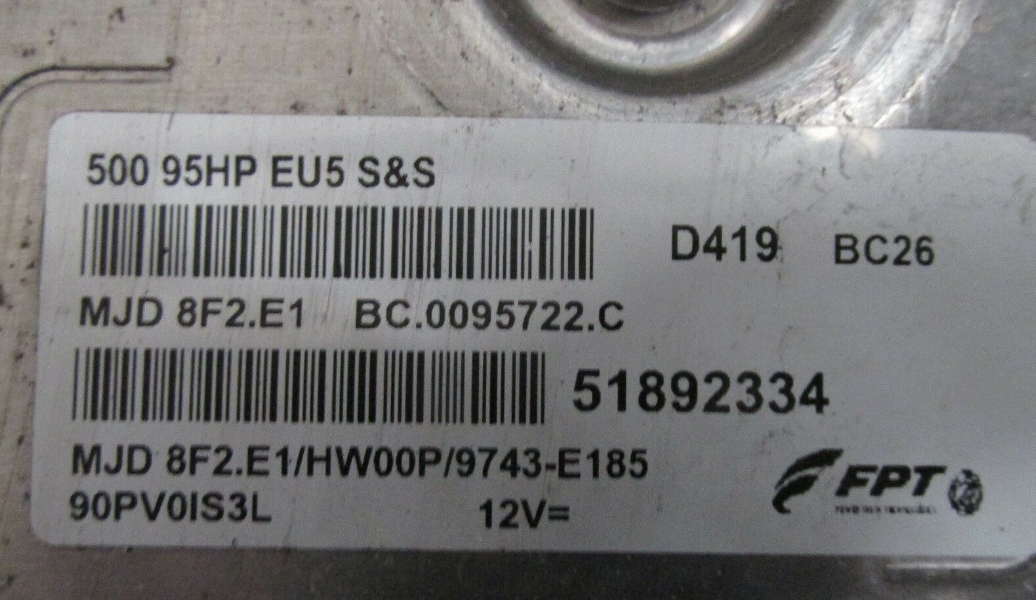 500 95HP EU5 S&S
D419 BC26
MJD 8F2.E1 BC.0095722.C
51892334
MJD 8F2.E1/HW00P/9743-E185
90PV0IS3L 12V=
FPT